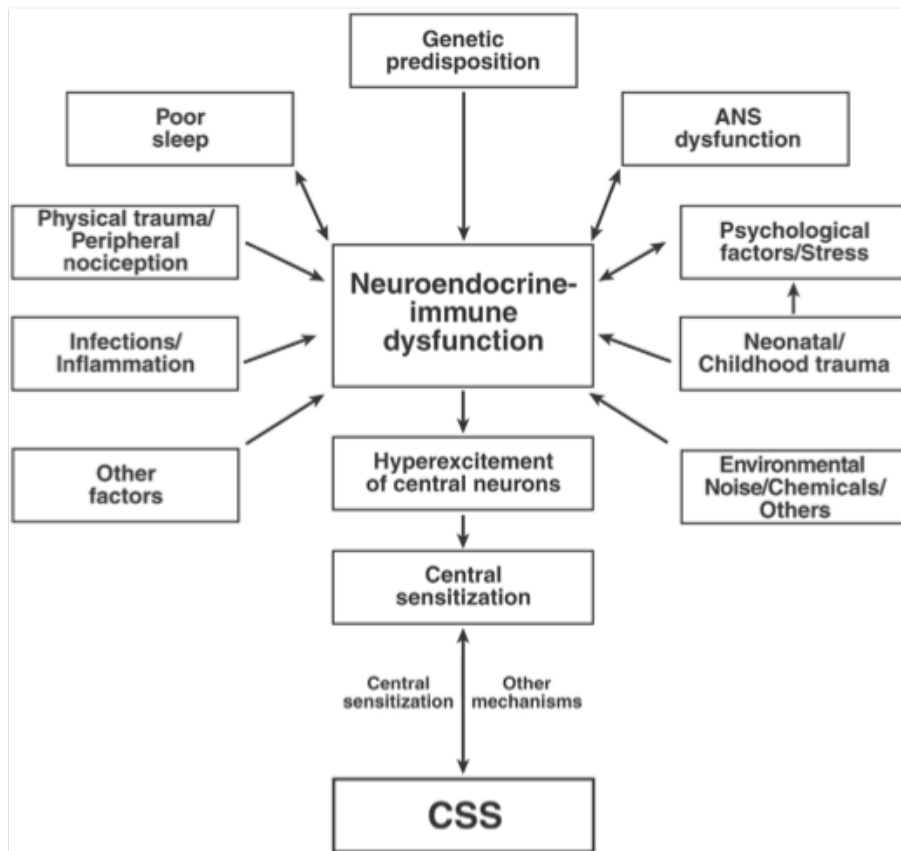 Genetic
predisposition
Poor
sleep
ANS
dysfunction
Physical trauma/
Peripheral
nociception
Psychological
factors/Stress
Neuroendocrine-
immune
dysfunction
Infections/
Inflammation
Neonatal/
Childhood trauma
Other
factors
Hyperexcitement
of central neurons
Environmental
Noise/Chemicals/
Others
Central
sensitization
Central
sensitization
Other
mechanisms
CSS